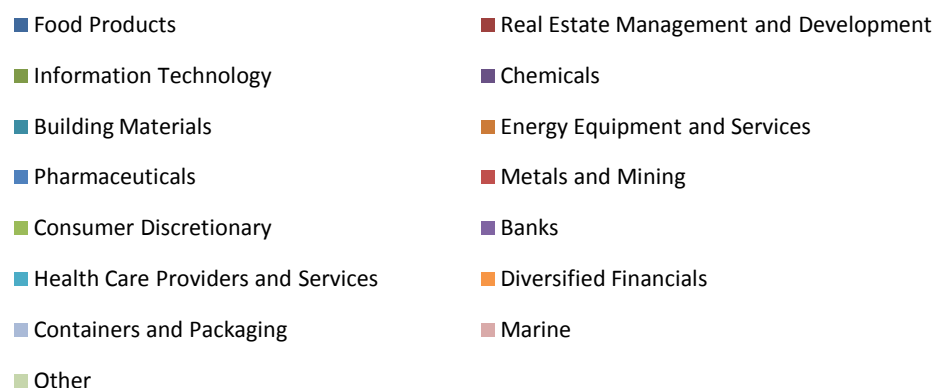 Food Products
Real Estate Management and Development
Information Technology
Chemicals
Building Materials
Energy Equipment and Services
Pharmaceuticals
Metals and Mining
Consumer Discretionary
Banks
Health Care Providers and Services
Diversified Financials
Containers and Packaging
Marine
Other